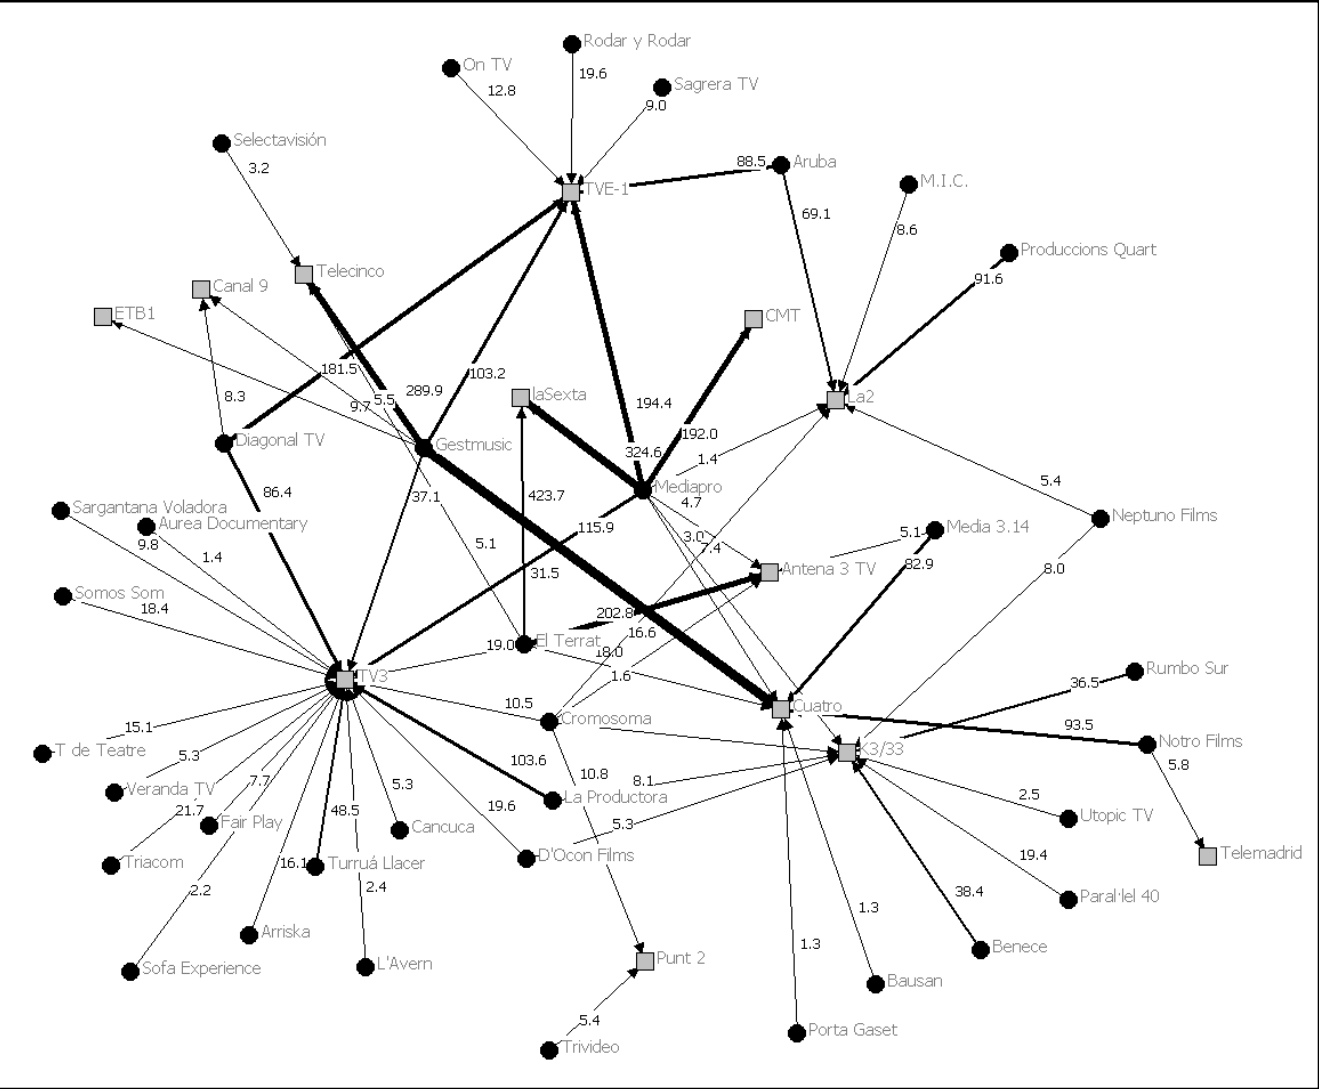 Rodar y Rodar
On TV
19.6
Sagrera TV
12.8
9.0
Selectavisión
88.5
Aruba
3.2
M.I.C.
TVE-1
69.1
8.6
Produccions Quart
Telecinco
91.6
Canal 9
ETB1
CMT
181.5
103.2
289.9
5.5
9.7
8.3
laSexta
La2
194.4
192.0
Diagonal TV
Gestmusic
324.6
1.4
5.4
86.4
37.1
423.7
Mediapro
4.7
Sargantana Voladora
Aurea Documentary
115.9
Neptuno Films
Media 3.14
5.1
9.8
1.4
5.1
3.0
7.4
82.9
8.0
31.5
Antena 3 TV
Somos Som
18.4
202.8
16.6
El Terrat
19.0
18.0
1.6
Rumbo Sur
36.5
TV3
10.5
Cuatro
Cromosoma
93.5
15.1
Notro Films
T de Teatre
5.3
K3/33
5.8
103.6
10.8
8.1
7.7
5.3
2.5
Veranda TV
La Productora
21.7
48.5
19.6
5.3
Fair Play
Cancuca
Utopic TV
Triacom
16.1
Turruá Llacer
D'Ocon Films
19.4
Telemadrid
2.2
2.4
38.4
Paral·lel 40
1.3
Arriska
1.3
Benece
Sofa Experience
L'Avern
Punt 2
Bausan
5.4
Porta Gaset
Trivideo